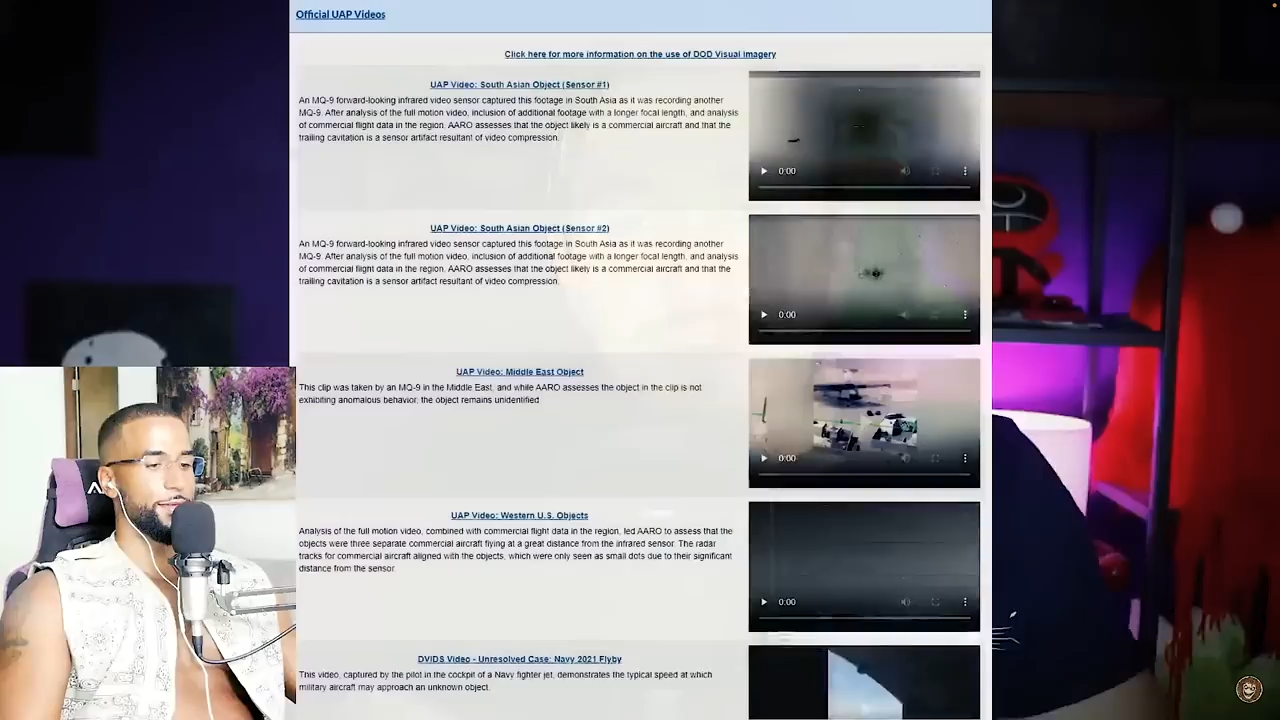 Official UAP Videos
Click here for more information on the use of DOD Visual Imagery
UAP Video: South Asian Object (Sensor #1)
An MQ-9 forward-looking infrared video sensor captured this footage in South Asia as it was recording another
MQ-9. After analysis of the full motion video, inclusion of additional footage with a longer focal length, and analysis
of commercial flight data in the region, AARO assesses that the object likely is a commercial aircraft and that the
trailing cavitation is a sensor artifact resultant of video compression.
0:00
UAP Video: South Asian Object (Sensor #2)
An MQ-9 forward-looking infrared video sensor captured this footage in South Asia as it was recording another
MQ-9. After analysis of the full motion video, inclusion of additional footage with a longer focal length, and analysis
of commercial flight data in the region, AARO assesses that the object likely is a commercial aircraft and that the
trailing cavitation is a sensor artifact resultant of video compression.
0:00
UAP Video: Middle East Object
This clip was taken by an MQ-9 in the Middle East, and while AARO assesses the object in the clip is not
exhibiting anomalous behavior, the object remains unidentified
0:00
UAP Video: Western U.S. Objects
Analysis of the full motion video, combined with commercial flight data in the region, led AARO to assess that the
objects were three separate commercial aircraft flying at a great distance from the infrared sensor. The radar
tracks for commercial aircraft aligned with the objects, which were only seen as small dots due to their significant
distance from the sensor.
0:00
DVIDS Video - Unresolved Case: Navy 2021 Flyby
This video, captured by the pilot in the cockpit of a Navy fighter jet, demonstrates the typical speed at which
military aircraft may approach an unknown object.